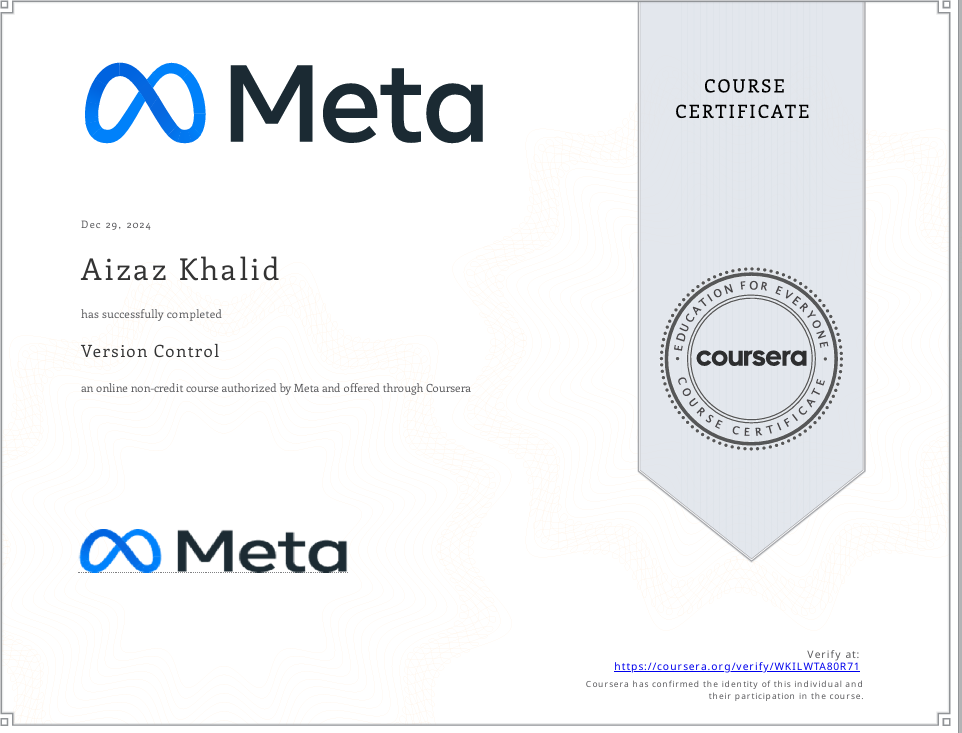 Meta
COURSE
CERTIFICATE
Dec 29, 2024
Aizaz Khalid
has successfully completed
Version Control
an online non-credit course authorized by Meta and offered through Coursera
EDUCATION FOR EVERYONE
coursera
COURSE CERTIFICATE
Meta
Verify at:
https://coursera.org/verify/WKILWTA80R71
Coursera has confirmed the identity of this individual and
their participation in the course.